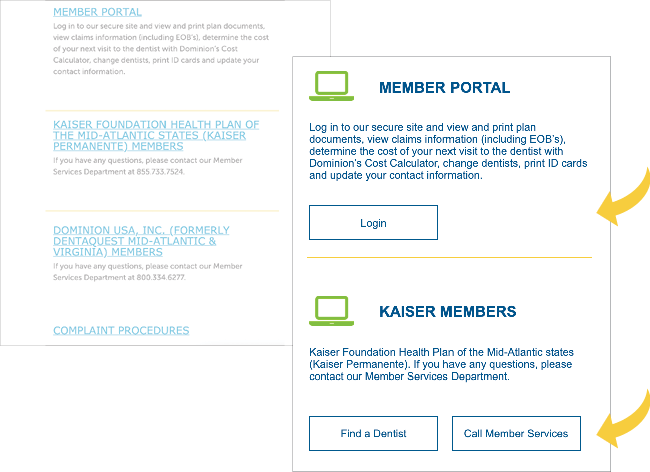 MEMBER PORTAL
Log in to our secure site and view and print plan documents,
view claims information (including EOB's), determine the cost
of your next visit to the dentist with Dominion's Cost
Calculator, change dentists, print ID cards and update your
contact information.
KAISER FOUNDATION HEALTH PLAN OF
THE MID-ATLANTIC STATES (KAISER
PERMANENTE) MEMBERS
If you have any questions, please contact our Member
Services Department at 855.733.7524.
DOMINION USA, INC. (FORMERLY
DENTAQUEST MID-ATLANTIC &
VIRGINIA) MEMBERS
If you have any questions, please contact our Member
Services Department at 800.334.6277.
COMPLAINT PROCEDURES
MEMBER PORTAL
Log in to our secure site and view and print plan
documents, view claims information (including EOB's),
determine the cost of your next visit to the dentist with
Dominion's Cost Calculator, change dentists, print ID cards
and update your contact information.
Login
KAISER MEMBERS
Kaiser Foundation Health Plan of the Mid-Atlantic states
(Kaiser Permanente). If you have any questions, please
contact our Member Services Department.
Find a Dentist
Call Member Services